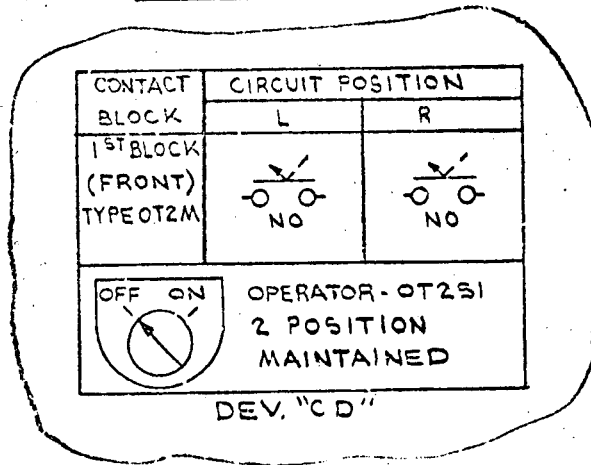 CONTACT BLOCK
CIRCUIT POSITION
L R
1ST BLOCK
(FRONT)
TYPE OT2M
NO NO
OFF ON
OPERATOR - OT2S1
2 POSITION
MAINTAINED
DEV. "CD"